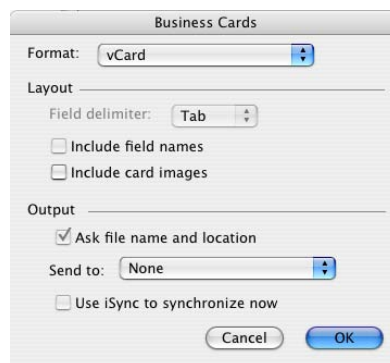 Business Cards
Format: vCard
Layout
Field delimiter: Tab
Include field names
Include card images
Output
Ask file name and location
Send to: None
Use iSync to synchronize now
Cancel OK